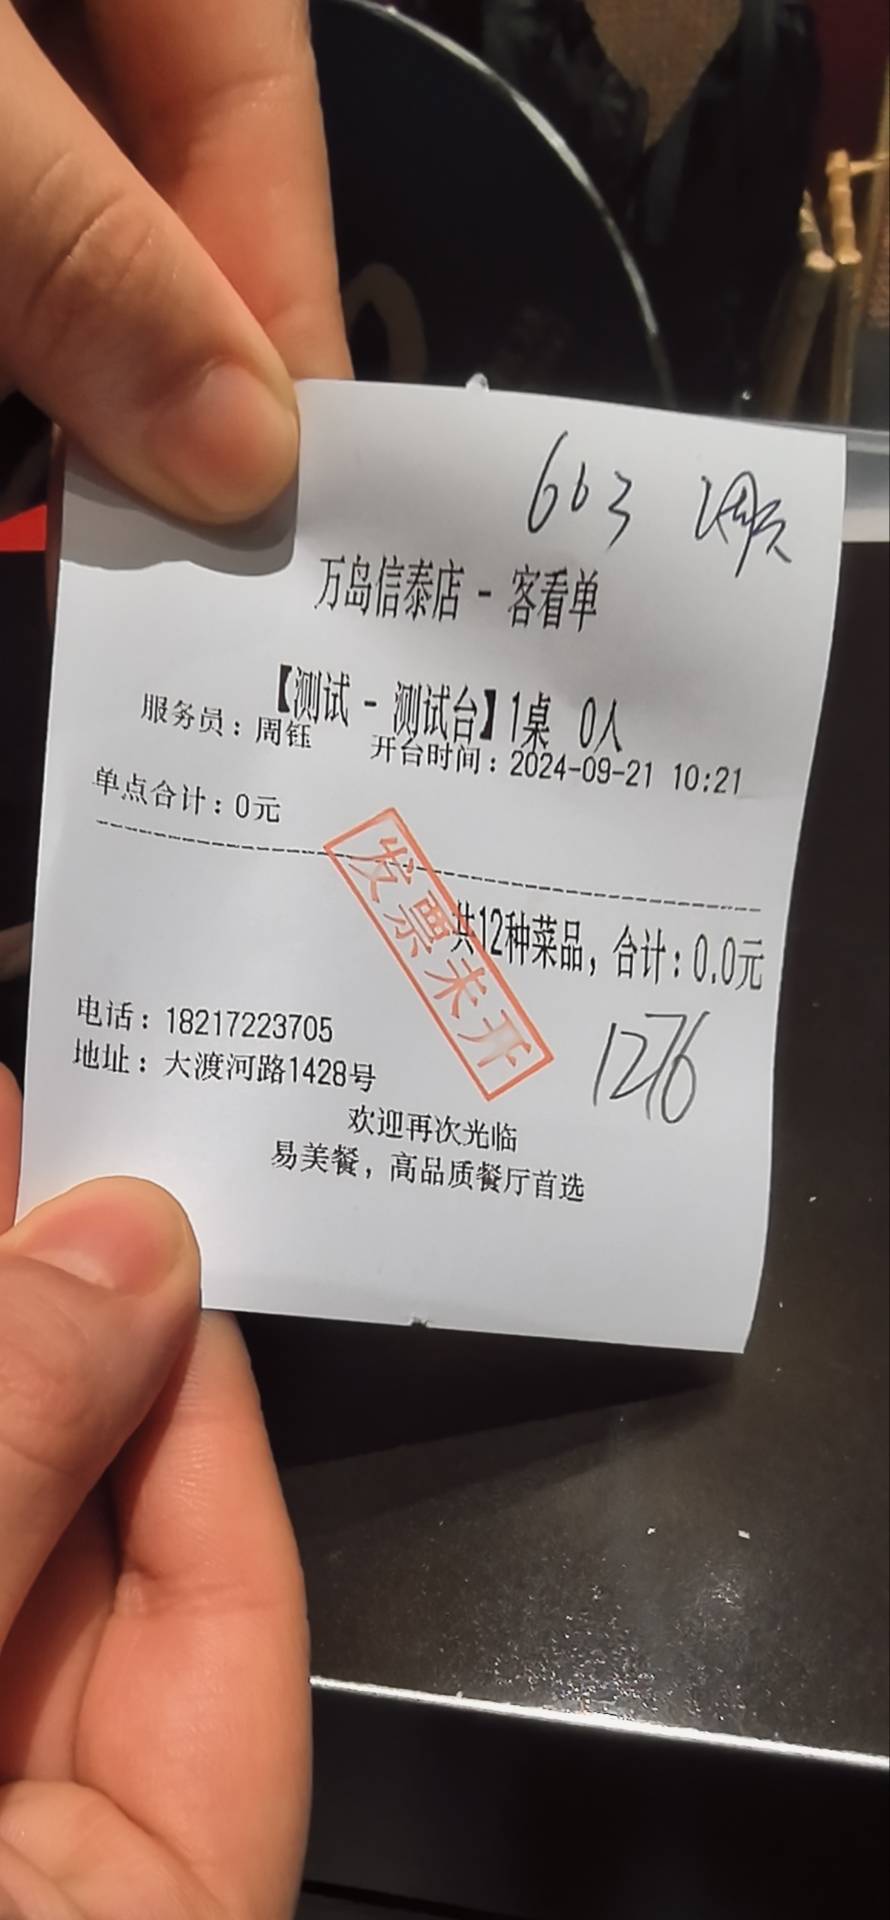 663
万岛信泰店 - 客看单
【测试 - 测试台】1桌 0人
服务员：周钰 开台时间：2024-09-21 10:21
单点合计：0元
共12种菜品，合计：0.0元
发票未开
1276
电话：18217223705
地址：大渡河路1428号
欢迎再次光临
易美餐，高品质餐厅首选